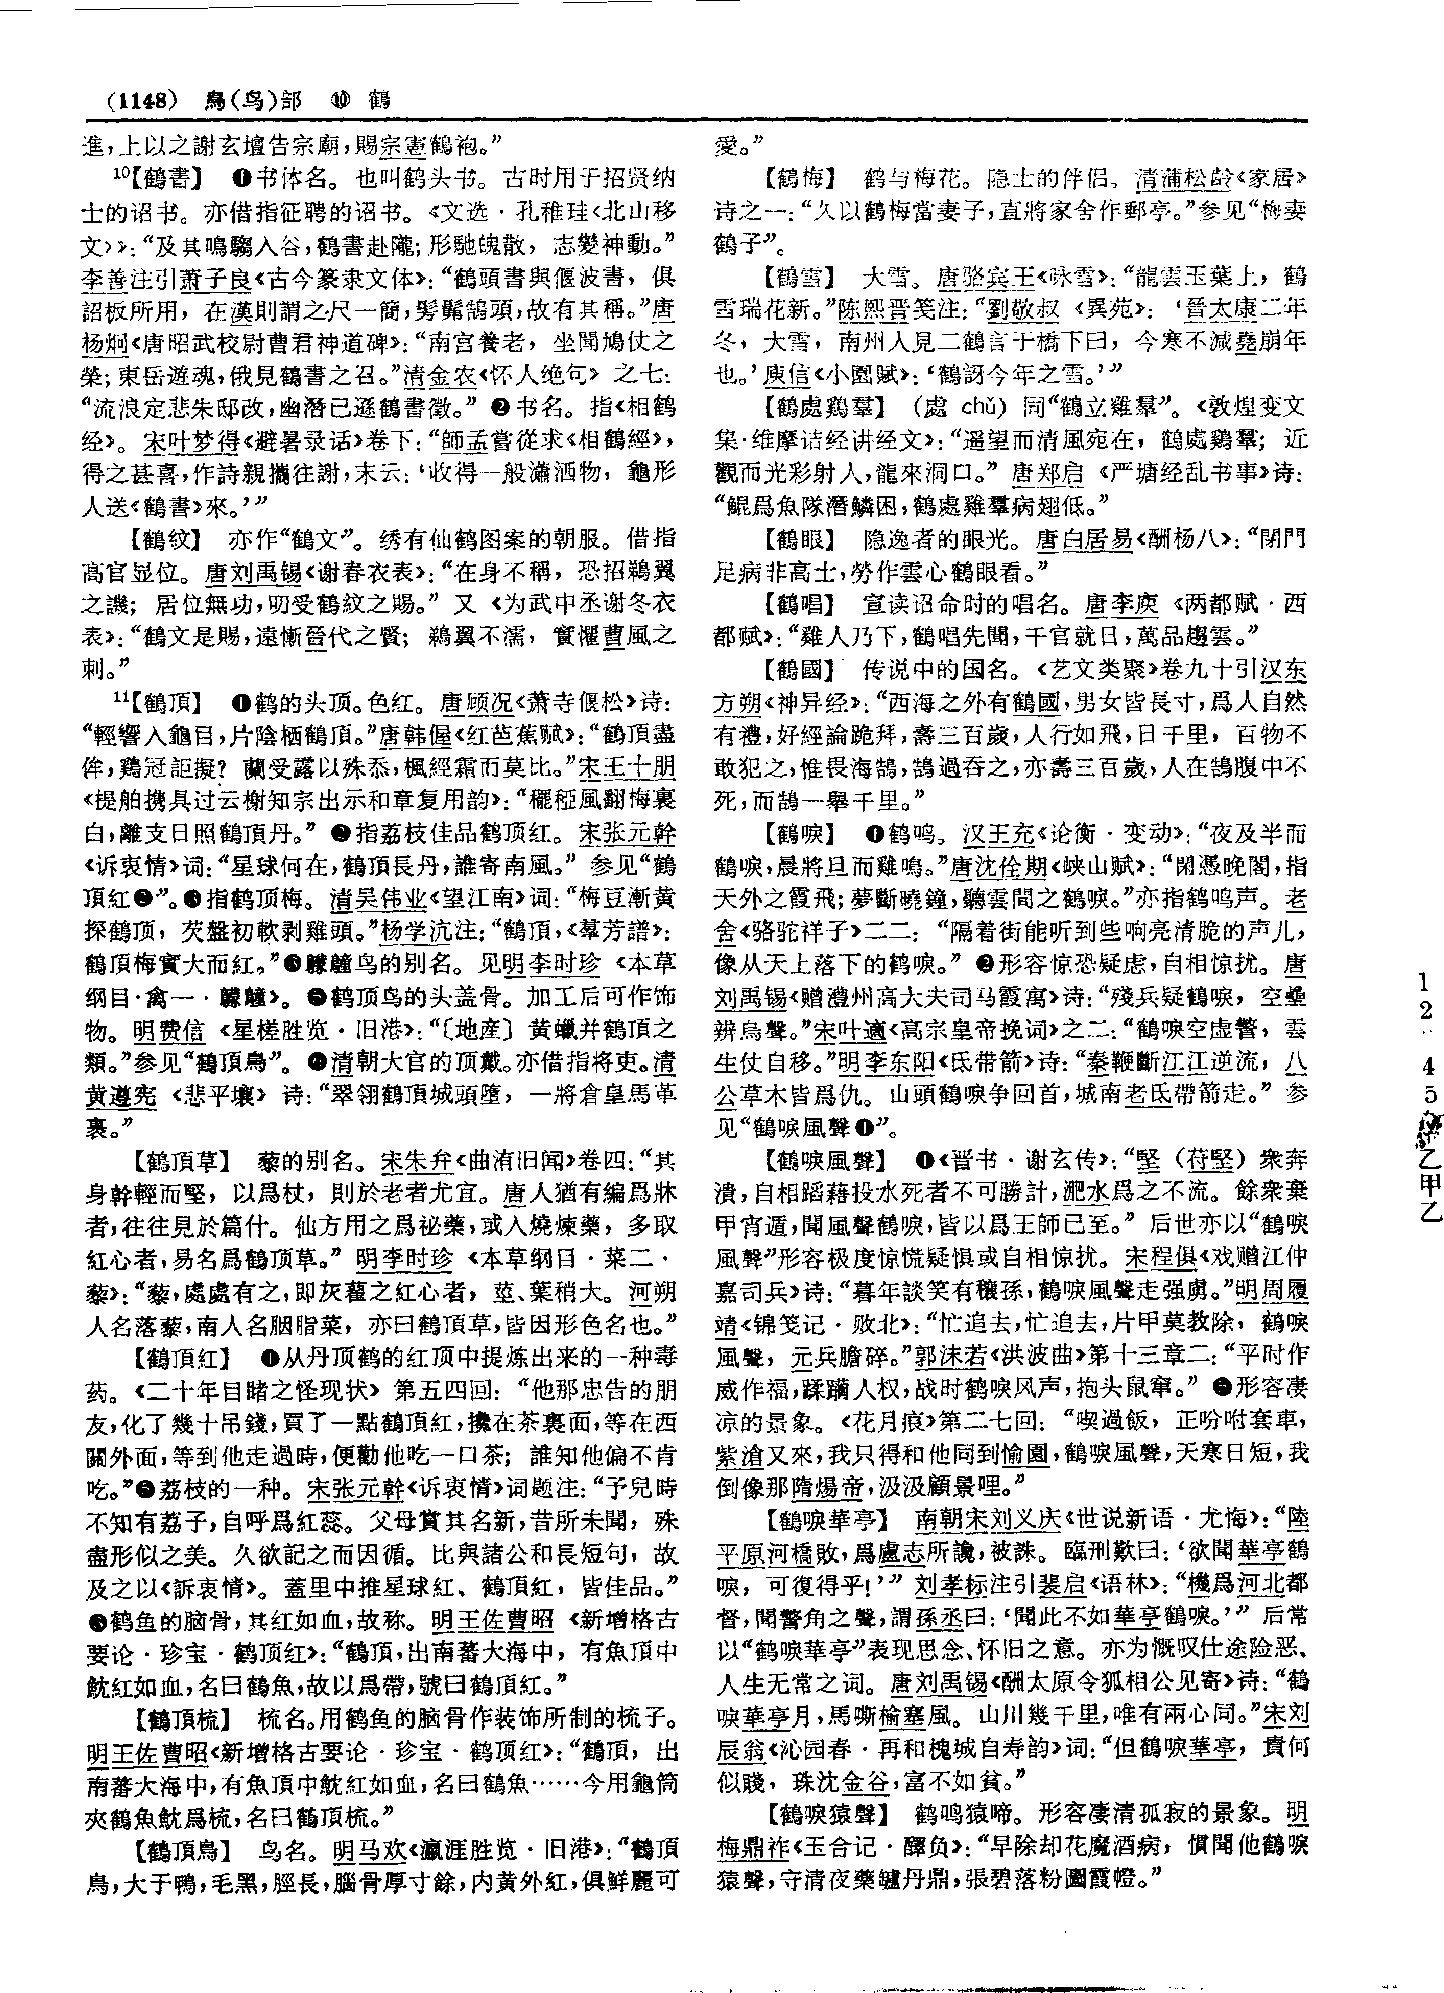 (1148) 鳥(鸟)部 ⑩ 鶴
進，上以之謝玄壇告宗廟，賜宗憲鶴袍。”
10【鶴書】 ❶书体名。也叫鹤头书。古时用于招贤纳
士的诏书。亦借指征聘的诏书。《文选·孔稚珪〈北山移
文〉》：“及其鳴騶入谷，鶴書赴隴；形馳魄散，志變神動。”
李善注引萧子良《古今篆隶文体》：“鶴頭書與偃波書，俱
詔板所用，在漢則謂之尺一簡，髣髴鵠頭，故有其稱。”唐
杨炯《唐昭武校尉曹君神道碑》：“南宫養老，坐聞鳩仗之
榮；東岳遊魂，俄見鶴書之召。”清金农《怀人绝句》之七：
“流浪定悲朱邸改，幽潛已遜鶴書徵。” ❷书名。指《相鹤
经》。宋叶梦得《避暑录话》卷下：“師孟嘗從求《相鶴經》，
得之甚喜，作詩親攜往謝，末云：‘收得一般瀟洒物，龜形
人送《鶴書》來。’”
【鶴纹】 亦作“鶴文”。绣有仙鹤图案的朝服。借指
高官显位。唐刘禹锡《谢春衣表》：“在身不稱，恐招鵜翼
之譏；居位無功，叨受鶴紋之賜。”又《为武中丞谢冬衣
表》：“鶴文是賜，遠慚晉代之賢；鵜翼不濡，實懼曹風之
刺。”
11【鶴頂】 ❶鹤的头顶。色红。唐顾况《萧寺偃松》诗：
“輕響入龜目，片陰栖鶴頂。”唐韩偓《红芭蕉赋》：“鶴頂盡
侔，鷄冠詎擬？蘭受露以殊忝，楓經霜而莫比。”宋王十朋
《提舶携具过云榭知宗出示和章复用韵》：“䆉稏風翻梅裏
白，離支日照鶴頂丹。” ❷指荔枝佳品鹤顶红。宋张元幹
《诉衷情》词：“星球何在，鶴頂長丹，誰寄南風。” 参见“鶴
頂紅❷”。❸指鹤顶梅。清吴伟业《望江南》词：“梅豆漸黄
探鶴頂，芡盤初軟剥雞頭。”杨学沆注：“鶴頂，《羣芳譜》：
鶴頂梅實大而紅。”❹𪇆𪄻鸟的别名。见明李时珍《本草
纲目·禽一·𪇆𪄻》。❺鹤顶鸟的头盖骨。加工后可作饰
物。明费信《星槎胜览·旧港》：“〔地産〕黄蠟并鶴頂之
類。”参见“鶴頂鳥”。❻清朝大官的顶戴。亦借指将吏。清
黄遵宪《悲平壤》诗：“翠翎鶴頂城頭墮，一將倉皇馬革
裹。”
【鶴頂草】 藜的别名。宋朱弁《曲洧旧闻》卷四：“其
身幹輕而堅，以爲杖，則於老者尤宜。唐人猶有編爲牀
者，往往見於篇什。仙方用之爲祕藥，或入燒煉藥，多取
紅心者，易名爲鶴頂草。”明李时珍《本草纲目·菜二·
藜》：“藜，處處有之，即灰藋之紅心者，莖、葉稍大。河朔
人名落藜，南人名胭脂菜，亦曰鶴頂草，皆因形色名也。”
【鶴頂紅】 ❶从丹顶鹤的红顶中提炼出来的一种毒
药。《二十年目睹之怪现状》第五四回：“他那忠告的朋
友，化了幾十吊錢，買了一點鶴頂紅，攙在茶裏面，等在西
關外面，等到他走過時，便勸他吃一口茶；誰知他偏不肯
吃。”❷荔枝的一种。宋张元幹《诉衷情》词题注：“予兒時
不知有荔子，自呼爲紅蕊。父母賞其名新，昔所未聞，殊
盡形似之美。久欲記之而因循。比與諸公和長短句，故
及之以《訴衷情》。蓋里中推星球紅、鶴頂紅，皆佳品。”
❸鹤鱼的脑骨，其红如血，故称。明王佐曹昭《新增格古
要论·珍宝·鹤顶红》：“鶴頂，出南蕃大海中，有魚頂中
魫紅如血，名曰鶴魚，故以爲帶，號曰鶴頂紅。”
【鶴頂梳】 梳名。用鹤鱼的脑骨作装饰所制的梳子。
明王佐曹昭《新增格古要论·珍宝·鹤顶红》：“鶴頂，出
南蕃大海中，有魚頂中魫紅如血，名曰鶴魚……今用龜筒
夾鶴魚魫爲梳，名曰鶴頂梳。”
【鶴頂鳥】 鸟名。明马欢《瀛涯胜览·旧港》：“鶴頂
鳥，大于鴨，毛黑，脛長，腦骨厚寸餘，内黄外紅，俱鮮麗可
愛。”
【鶴梅】 鹤与梅花。隐士的伴侣。清蒲松龄《家居》
诗之一：“久以鶴梅當妻子，直將家舍作郵亭。”参见“梅妻
鶴子”。
【鶴雪】 大雪。唐骆宾王《咏雪》：“龍雲玉葉上，鶴
雪瑞花新。”陈熙晋笺注：“劉敬叔《異苑》：‘晉太康二年
冬，大雪，南州人見二鶴言于橋下曰，今寒不減堯崩年
也。’庾信《小園賦》：‘鶴訝今年之雪。’”
【鶴處鷄羣】 （處 chǔ）同“鶴立雞羣”。《敦煌变文
集·维摩诘经讲经文》：“遥望而清風宛在，鶴處鷄羣；近
觀而光彩射人，龍來洞口。” 唐郑启《严塘经乱书事》诗：
“鯤爲魚隊潛鱗困，鶴處雞羣病翅低。”
【鶴眼】 隐逸者的眼光。唐白居易《酬杨八》：“閉門
足病非高士，勞作雲心鶴眼看。”
【鶴唱】 宣读诏命时的唱名。唐李庾《两都赋·西
都赋》：“雞人乃下，鶴唱先聞，千官就日，萬品趨雲。”
【鶴國】 传说中的国名。《艺文类聚》卷九十引汉东
方朔《神异经》：“西海之外有鶴國，男女皆長寸，爲人自然
有禮，好經論跪拜，壽三百歲，人行如飛，日千里，百物不
敢犯之，惟畏海鵠，鵠過吞之，亦壽三百歲，人在鵠腹中不
死，而鵠一舉千里。”
【鶴唳】 ❶鹤鸣。汉王充《论衡·变动》：“夜及半而
鶴唳，晨將旦而雞鳴。”唐沈佺期《峡山赋》：“閑憑晚閣，指
天外之霞飛；夢斷曉鐘，聽雲間之鶴唳。”亦指鹤鸣声。老
舍《骆驼祥子》二二：“隔着街能听到些响亮清脆的声儿，
像从天上落下的鹤唳。” ❷形容惊恐疑虑，自相惊扰。唐
刘禹锡《赠澧州高大夫司马霞寓》诗：“殘兵疑鶴唳，空壘
辨烏聲。”宋叶適《高宗皇帝挽词》之二：“鶴唳空虚警，雲
生仗自移。”明李东阳《氐带箭》诗：“秦鞭斷江江逆流，八
公草木皆爲仇。山頭鶴唳争回首，城南老氐帶箭走。” 参
见“鶴唳風聲❶”。
【鶴唳風聲】 ❶《晋书·谢玄传》：“堅（苻堅）衆奔
潰，自相蹈藉投水死者不可勝計，淝水爲之不流。餘衆棄
甲宵遁，聞風聲鶴唳，皆以爲王師已至。” 后世亦以“鶴唳
風聲”形容极度惊慌疑惧或自相惊扰。宋程俱《戏赠江仲
嘉司兵》诗：“暮年談笑有穰孫，鶴唳風聲走强虜。”明周履
靖《锦笺记·败北》：“忙追去，忙追去，片甲莫教除，鶴唳
風聲，元兵膽碎。”郭沫若《洪波曲》第十三章二：“平时作
威作福，蹂躏人权，战时鹤唳风声，抱头鼠窜。” ❷形容凄
凉的景象。《花月痕》第二七回：“喫過飯，正吩咐套車，
紫滄又來，我只得和他同到愉園，鶴唳風聲，天寒日短，我
倒像那隋煬帝，汲汲顧景哩。”
【鶴唳華亭】 南朝宋刘义庆《世说新语·尤悔》：“陸
平原河橋敗，爲盧志所讒，被誅。臨刑歎曰：‘欲聞華亭鶴
唳，可復得乎！’” 刘孝标注引裴启《语林》：“機爲河北都
督，聞警角之聲，謂孫丞曰：‘聞此不如華亭鶴唳。’” 后常
以“鶴唳華亭”表现思念、怀旧之意。亦为慨叹仕途险恶、
人生无常之词。唐刘禹锡《酬太原令狐相公见寄》诗：“鶴
唳華亭月，馬嘶榆塞風。山川幾千里，唯有兩心同。”宋刘
辰翁《沁园春·再和槐城自寿韵》词：“但鶴唳華亭，貴何
似賤，珠沈金谷，富不如貧。”
【鶴唳猿聲】 鹤鸣猿啼。形容凄清孤寂的景象。明
梅鼎祚《玉合记·醳负》：“早除却花魔酒病，慣聞他鶴唳
猿聲，守清夜藥罏丹鼎，張碧落粉圖霞㡧。”
1
2
4
5
乙
甲
乙